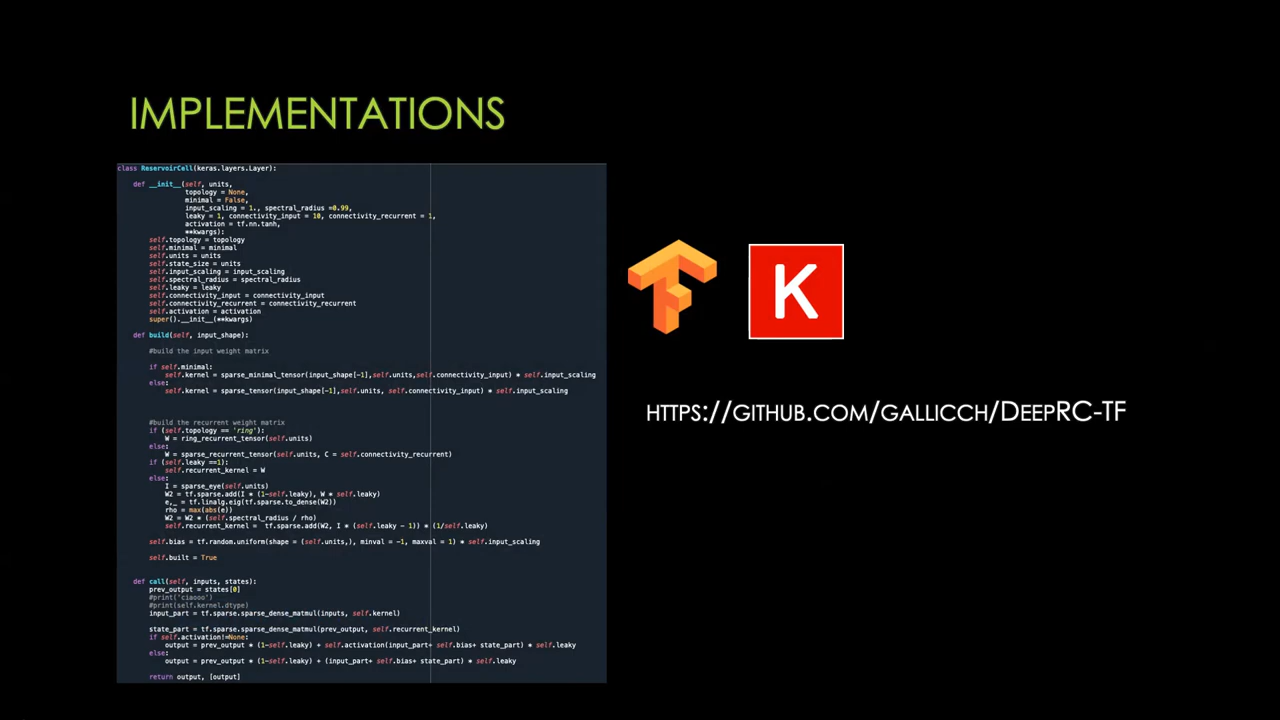 IMPLEMENTATIONS
class ReservoirCell(keras.layers.Layer):
def __init__(self, units,
topology = None,
minimal = False,
input_scaling = 1., spectral_radius =0.99,
leaky = 1, connectivity_input = 10, connectivity_recurrent = 1,
activation = tf.nn.tanh,
**kwargs):
self.topology = topology
self.minimal = minimal
self.units = units
self.state_size = units
self.input_scaling = input_scaling
self.spectral_radius = spectral_radius
self.leaky = leaky
self.connectivity_input = connectivity_input
self.connectivity_recurrent = connectivity_recurrent
self.activation = activation
super().__init__(**kwargs)
def build(self, input_shape):
#build the input weight matrix
if self.minimal:
self.kernel = sparse_minimal_tensor(input_shape[-1],self.units,self.connectivity_input) * self.input_scaling
else:
self.kernel = sparse_tensor(input_shape[-1],self.units, self.connectivity_input) * self.input_scaling
#build the recurrent weight matrix
if (self.topology == 'ring'):
W = ring_recurrent_tensor(self.units)
else:
W = sparse_recurrent_tensor(self.units, C = self.connectivity_recurrent)
if (self.leaky ==1):
self.recurrent_kernel = W
else:
I = sparse_eye(self.units)
W2 = tf.sparse.add(I * (1-self.leaky), W * self.leaky)
e,_ = tf.linalg.eig(tf.sparse.to_dense(W2))
rho = max(abs(e))
W2 = W2 * (self.spectral_radius / rho)
self.recurrent_kernel =  tf.sparse.add(W2, I * (self.leaky - 1)) * (1/self.leaky)
self.bias = tf.random.uniform(shape = (self.units,), minval = -1, maxval = 1) * self.input_scaling
self.built = True
def call(self, inputs, states):
prev_output = states[0]
#print('ciaooo')
#print(self.kernel.dtype)
input_part = tf.sparse.sparse_dense_matmul(inputs, self.kernel)
state_part = tf.sparse.sparse_dense_matmul(prev_output, self.recurrent_kernel)
if self.activation!=None:
output = prev_output * (1-self.leaky) + self.activation(input_part+ self.bias+ state_part) * self.leaky
else:
output = prev_output * (1-self.leaky) + (input_part+ self.bias+ state_part) * self.leaky
return output, [output]
K
HTTPS://GITHUB.COM/GALLICCH/DEEPRC-TF